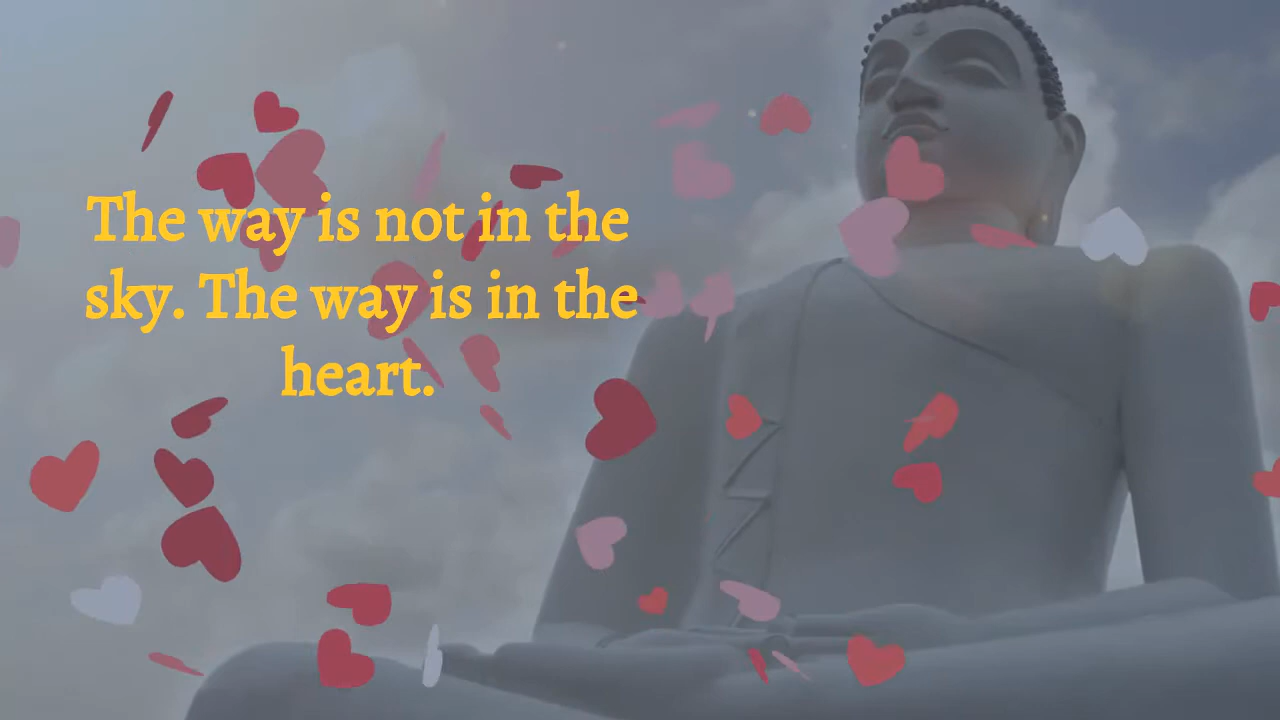 The way is not in the
sky. The way is in the
heart.